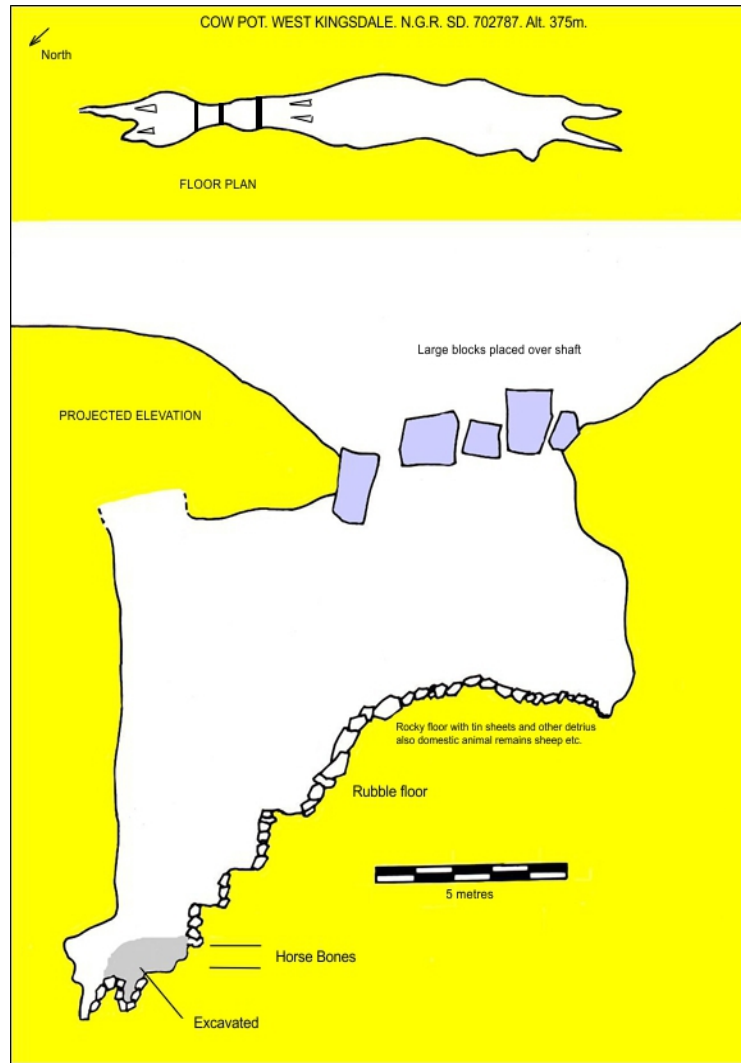 COW POT. WEST KINGSDALE. N.G.R. SD. 702787. Alt. 375m.
North
FLOOR PLAN
Large blocks placed over shaft
PROJECTED ELEVATION
Rocky floor with tin sheets and other detrius
also domestic animal remains sheep etc.
Rubble floor
5 metres
Horse Bones
Excavated